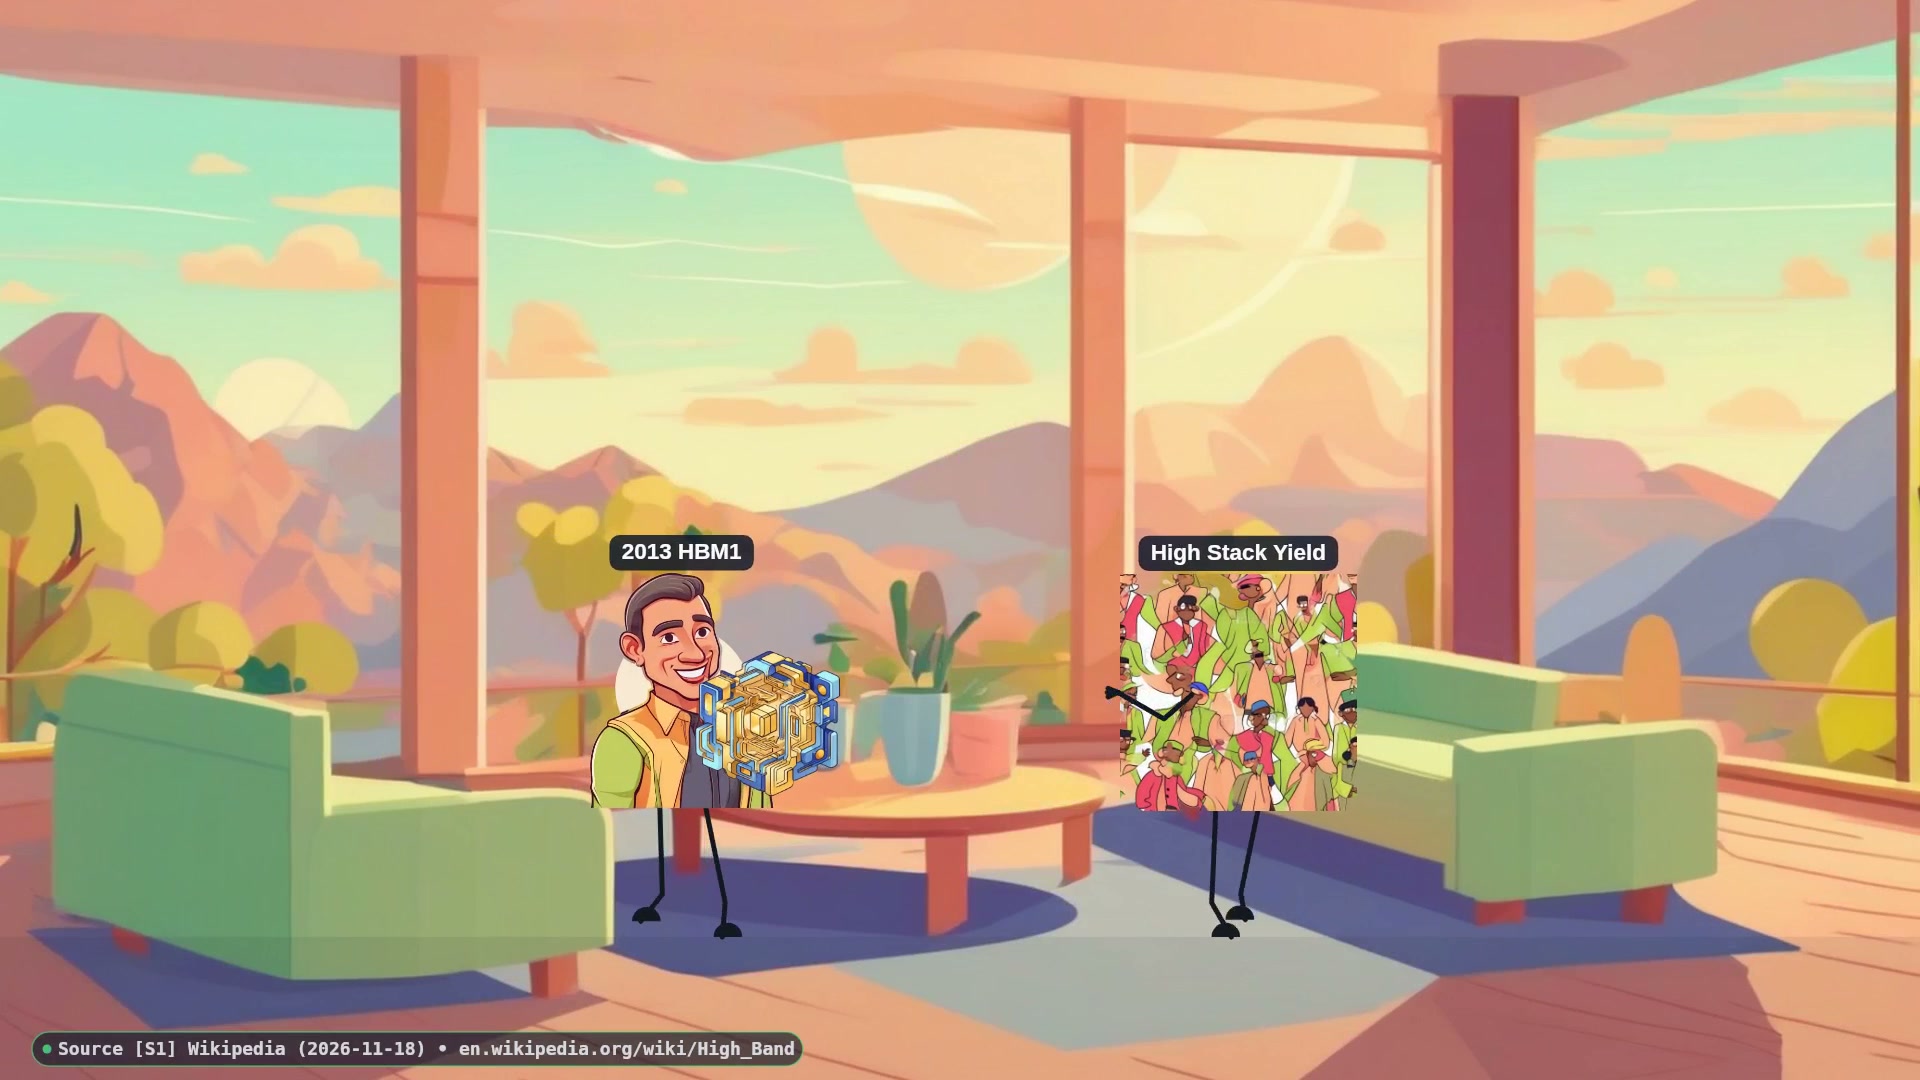 2013 HBM1
High Stack Yield
Source [S1] Wikipedia (2026-11-18) • en.wikipedia.org/wiki/High_Band